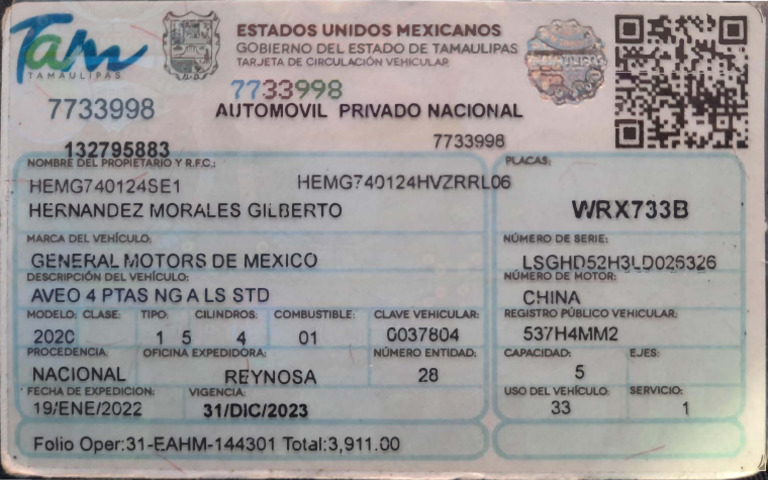 Tam
TAMAULIPAS
ESTADOS UNIDOS MEXICANOS
GOBIERNO DEL ESTADO DE TAMAULIPAS
TARJETA DE CIRCULACIÓN VEHICULAR
7733998
7733998
AUTOMOVIL PRIVADO NACIONAL
132795883
7733998
NOMBRE DEL PROPIETARIO Y R.F.C.:
PLACAS:
HEMG740124SE1 HEMG740124HVZRRL06
HERNANDEZ MORALES GILBERTO
WRX733B
MARCA DEL VEHÍCULO:
NÚMERO DE SERIE:
GENERAL MOTORS DE MEXICO
LSGHD52H3LD026326
DESCRIPCIÓN DEL VEHÍCULO:
NÚMERO DE MOTOR:
AVEO 4 PTAS NG A LS STD
CHINA
MODELO: CLASE: TIPO: CILINDROS: COMBUSTIBLE: CLAVE VEHICULAR:
REGISTRO PÚBLICO VEHICULAR:
2020 1 5 4 01 0037804
537H4MM2
PROCEDENCIA: OFICINA EXPEDIDORA: NÚMERO ENTIDAD:
CAPACIDAD: EJES:
NACIONAL REYNOSA 28
5
FECHA DE EXPEDICION: VIGENCIA:
USO DEL VEHÍCULO: SERVICIO:
19/ENE/2022 31/DIC/2023
33 1
Folio Oper:31-EAHM-144301 Total:3,911.00